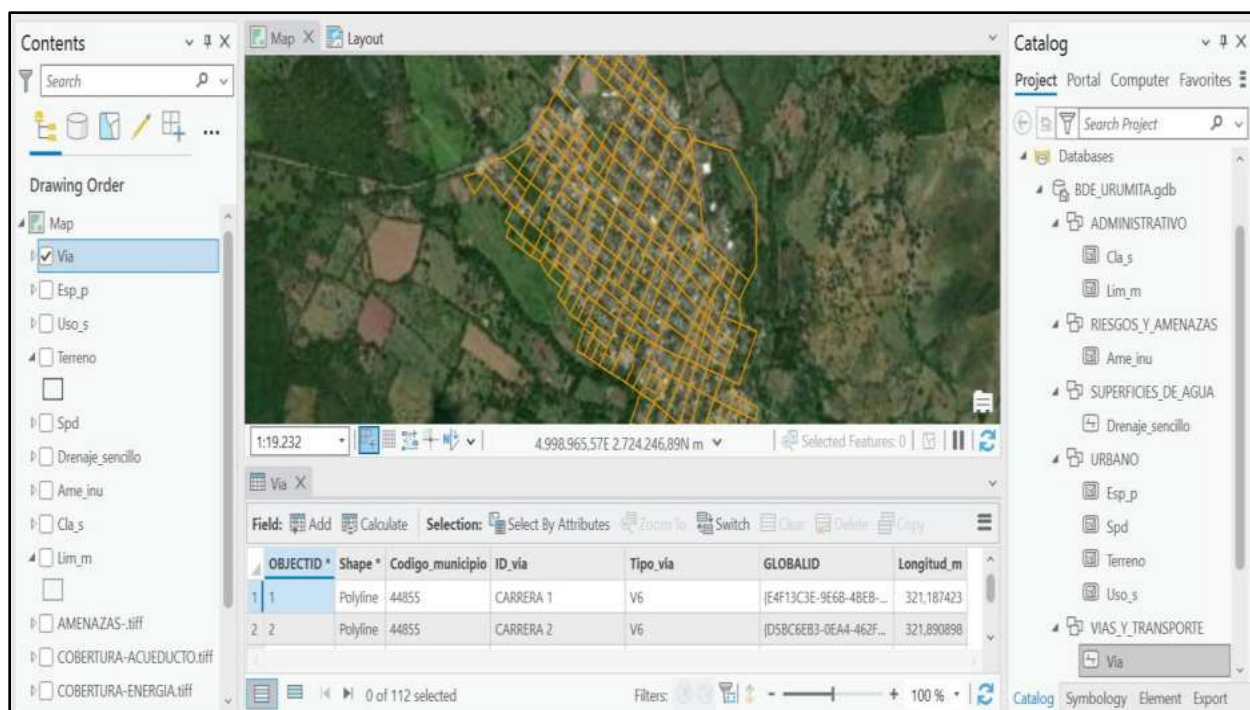 Contents
Search
Drawing Order
Map
Via
Esp_p
Uso_s
Terreno
Spd
Drenaje_sencillo
Ame_inu
Cla_s
Lim_m
AMENAZAS-.tiff
COBERTURA-ACUEDUCTO.tiff
COBERTURA-ENERGIA.tiff
Map Layout
1:19.232 4.998.965,57E 2.724.246,89N m Selected Features: 0
Via
Field: Add Calculate Selection: Select By Attributes Zoom To Switch Clear Delete Copy
OBJECTID * Shape * Codigo_municipio ID_via Tipo_via GLOBALID Longitud_m
1 1 Polyline 44855 CARRERA 1 V6 {E4F13C3E-9E6B-4BEB-... 321,187423
2 2 Polyline 44855 CARRERA 2 V6 {D5BC6EB3-0EA4-462F... 321,890898
0 of 112 selected Filters: - + 100 %
Catalog
Project Portal Computer Favorites
Search Project
Databases
BDE_URUMITA.gdb
ADMINISTRATIVO
Cla_s
Lim_m
RIESGOS_Y_AMENAZAS
Ame_inu
SUPERFICIES_DE_AGUA
Drenaje_sencillo
URBANO
Esp_p
Spd
Terreno
Uso_s
VIAS_Y_TRANSPORTE
Via
Catalog Symbology Element Export